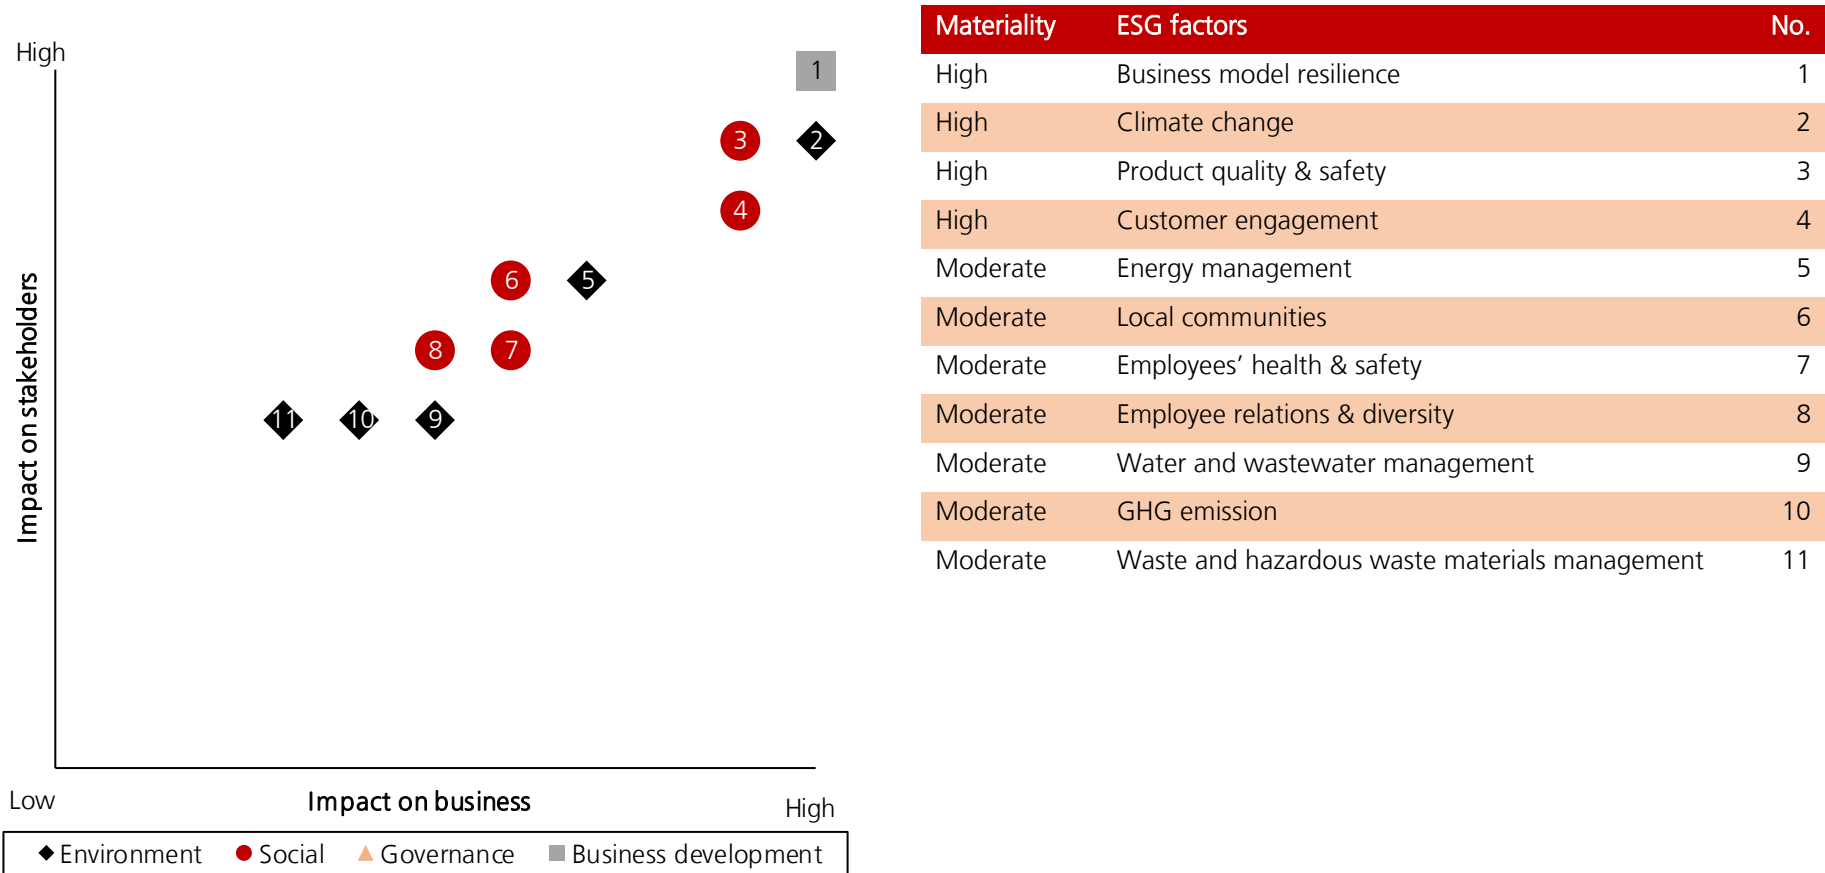 High
1
3 2
4
6 5
8 7
11 10 9
Impact on stakeholders
Low Impact on business High
Environment Social Governance Business development
Materiality ESG factors No.
High Business model resilience 1
High Climate change 2
High Product quality & safety 3
High Customer engagement 4
Moderate Energy management 5
Moderate Local communities 6
Moderate Employees’ health & safety 7
Moderate Employee relations & diversity 8
Moderate Water and wastewater management 9
Moderate GHG emission 10
Moderate Waste and hazardous waste materials management 11